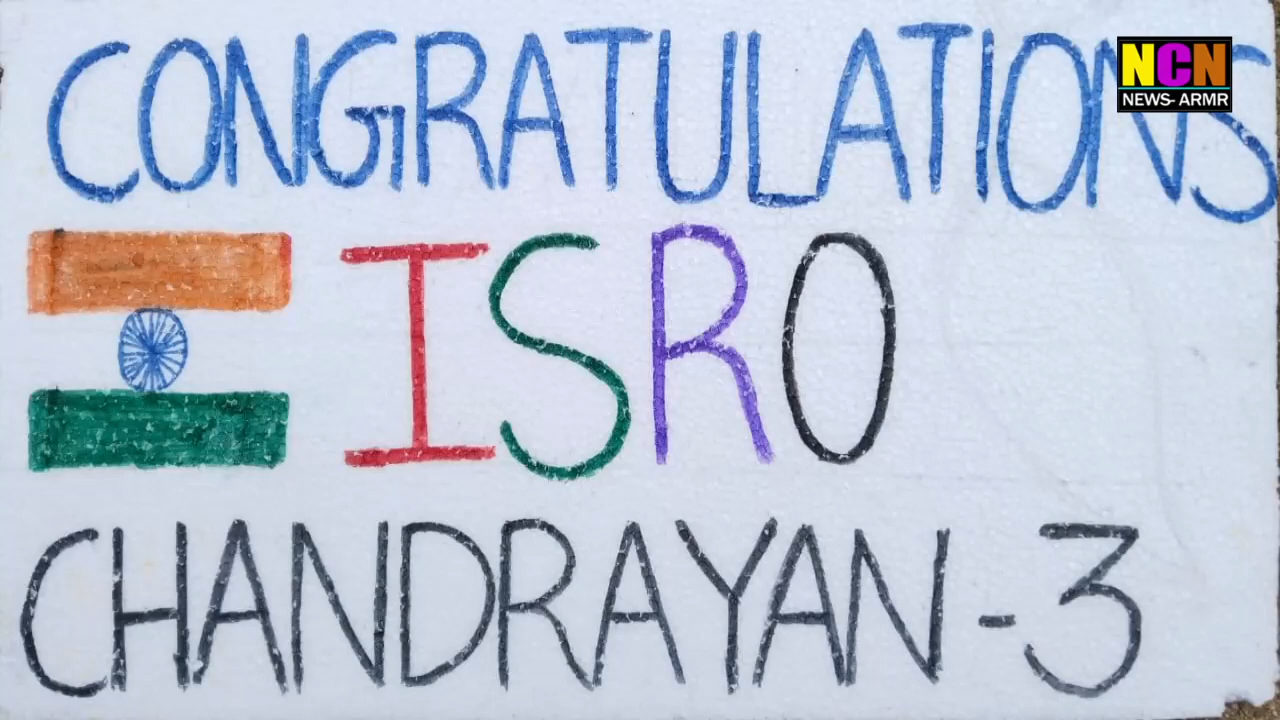 CONGRATULATIONS
NCN
NEWS- ARMR
ISRO
CHANDRAYAN-3